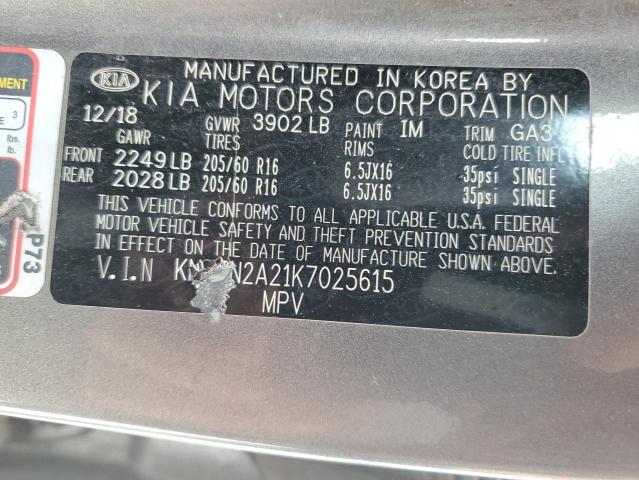 KIA
MANUFACTURED IN KOREA BY
KIA MOTORS CORPORATION
12/18 GVWR 3902 LB PAINT IM TRIM GA3
GAWR TIRES RIMS COLD TIRE INFL
FRONT 2249 LB 205/60 R16 6.5JX16 35psi SINGLE
REAR 2028 LB 205/60 R16 6.5JX16 35psi SINGLE
THIS VEHICLE CONFORMS TO ALL APPLICABLE U.S.A. FEDERAL
MOTOR VEHICLE SAFETY AND THEFT PREVENTION STANDARDS
IN EFFECT ON THE DATE OF MANUFACTURE SHOWN ABOVE.
V.I.N
MPV
3
lbs.
lb.
P73